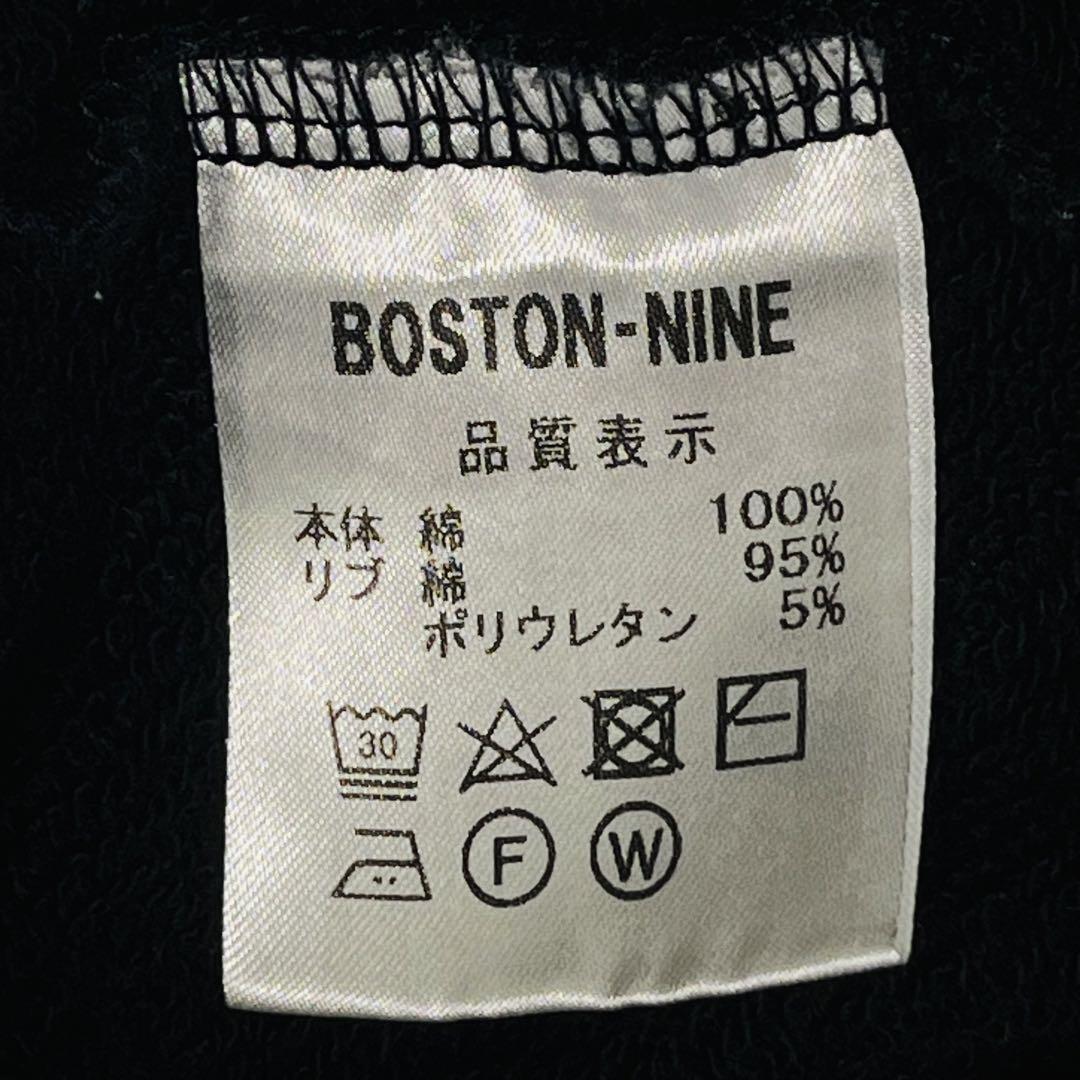 BOSTON-NINE
品質表示
本体 綿 100%
リブ 綿 95%
ポリウレタン 5%
30
F W